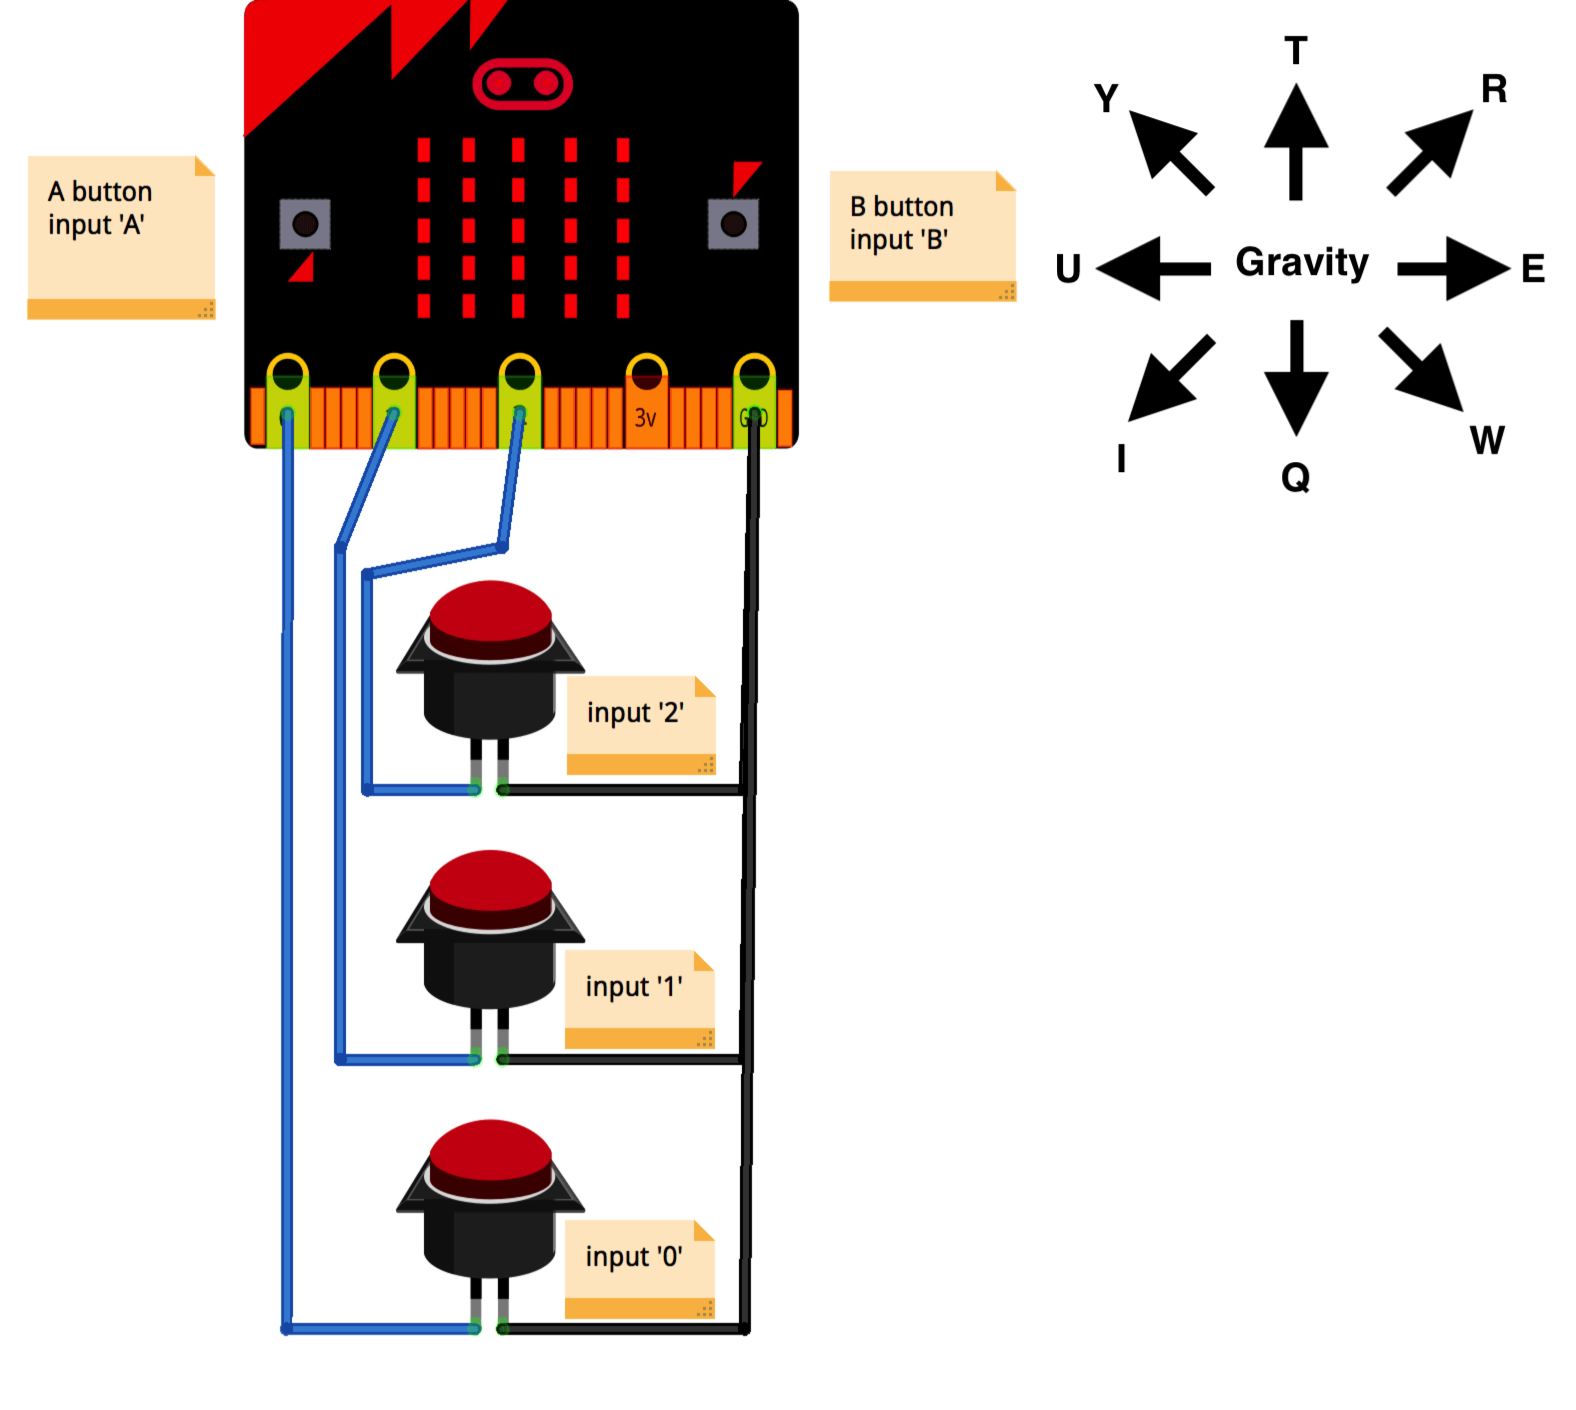 A button
input 'A'
B button
input 'B'
T
Y
R
U
Gravity
E
I
Q
W
3v
GND
input '2'
input '1'
input '0'